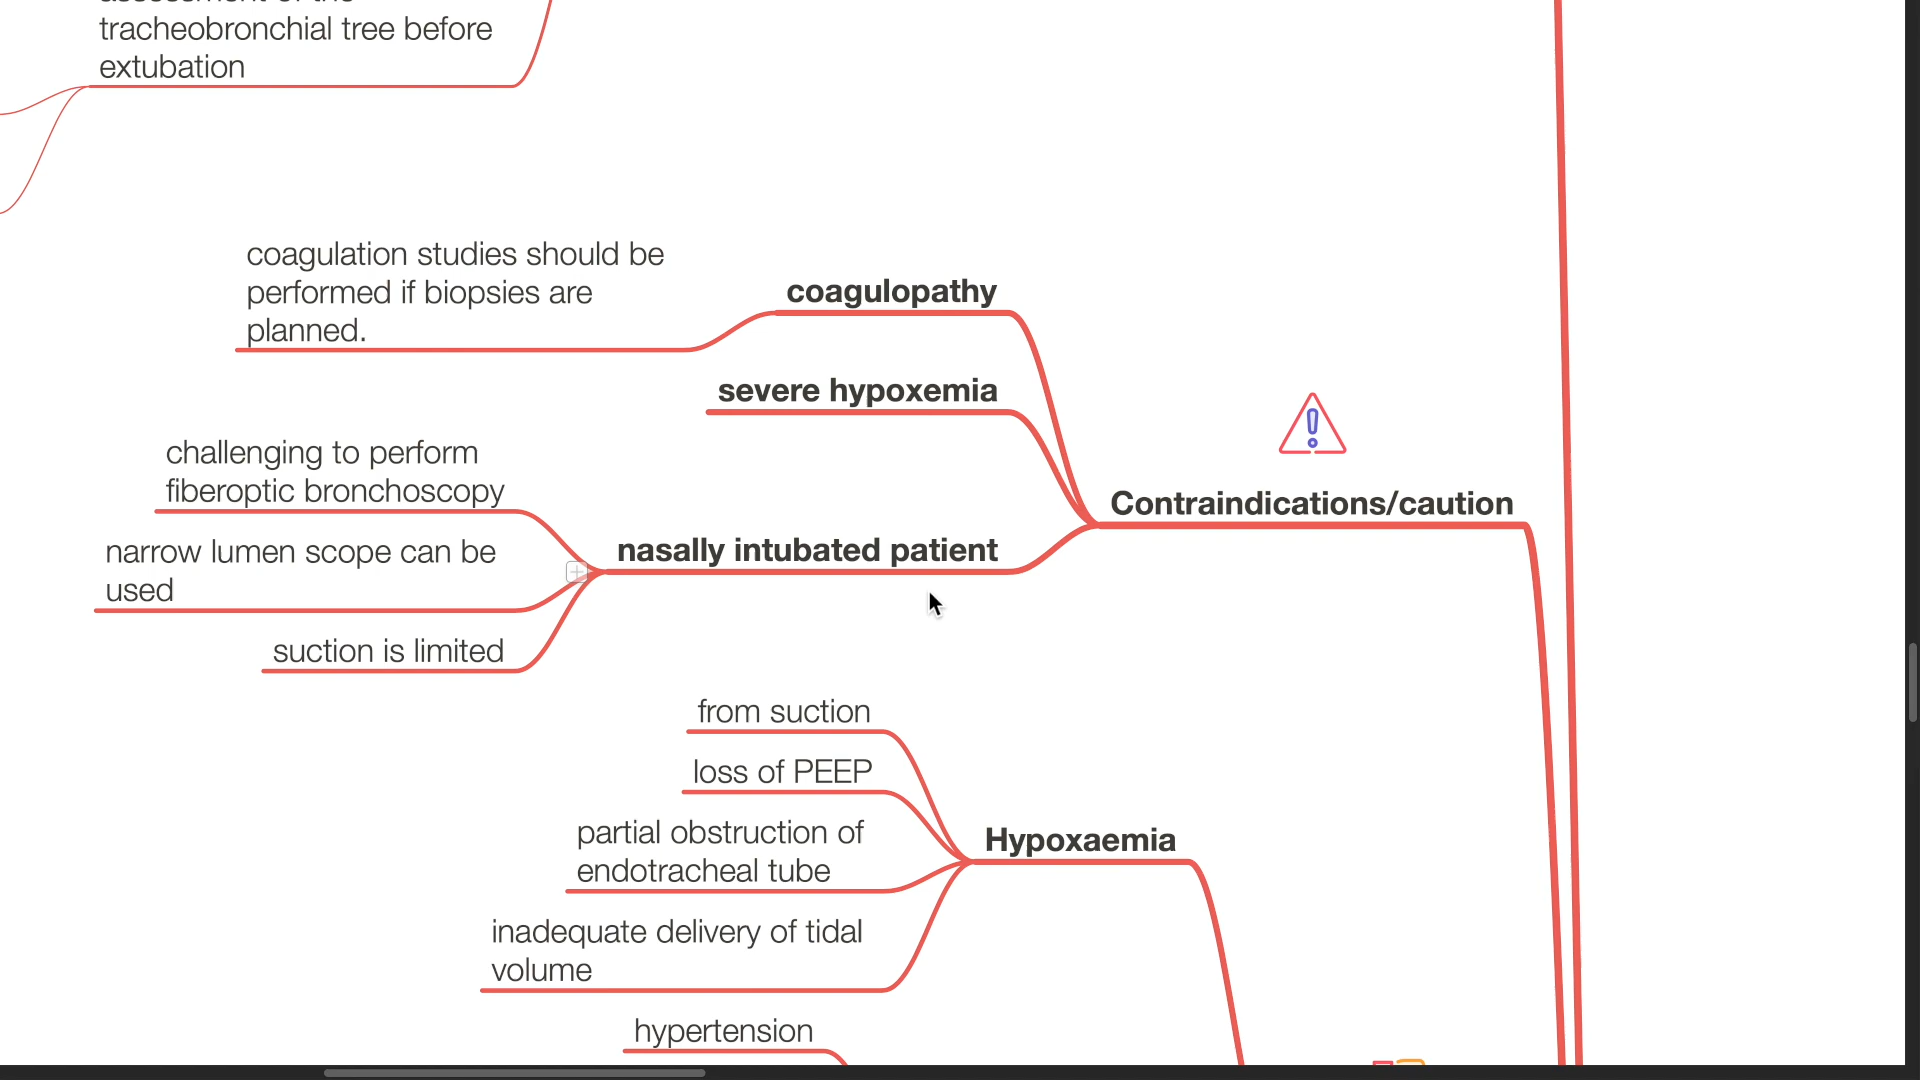 tracheobronchial tree before
extubation
coagulation studies should be
performed if biopsies are
planned.
coagulopathy
severe hypoxemia
challenging to perform
fiberoptic bronchoscopy
narrow lumen scope can be
used
suction is limited
nasally intubated patient
Contraindications/caution
from suction
loss of PEEP
partial obstruction of
endotracheal tube
inadequate delivery of tidal
volume
Hypoxaemia
hypertension